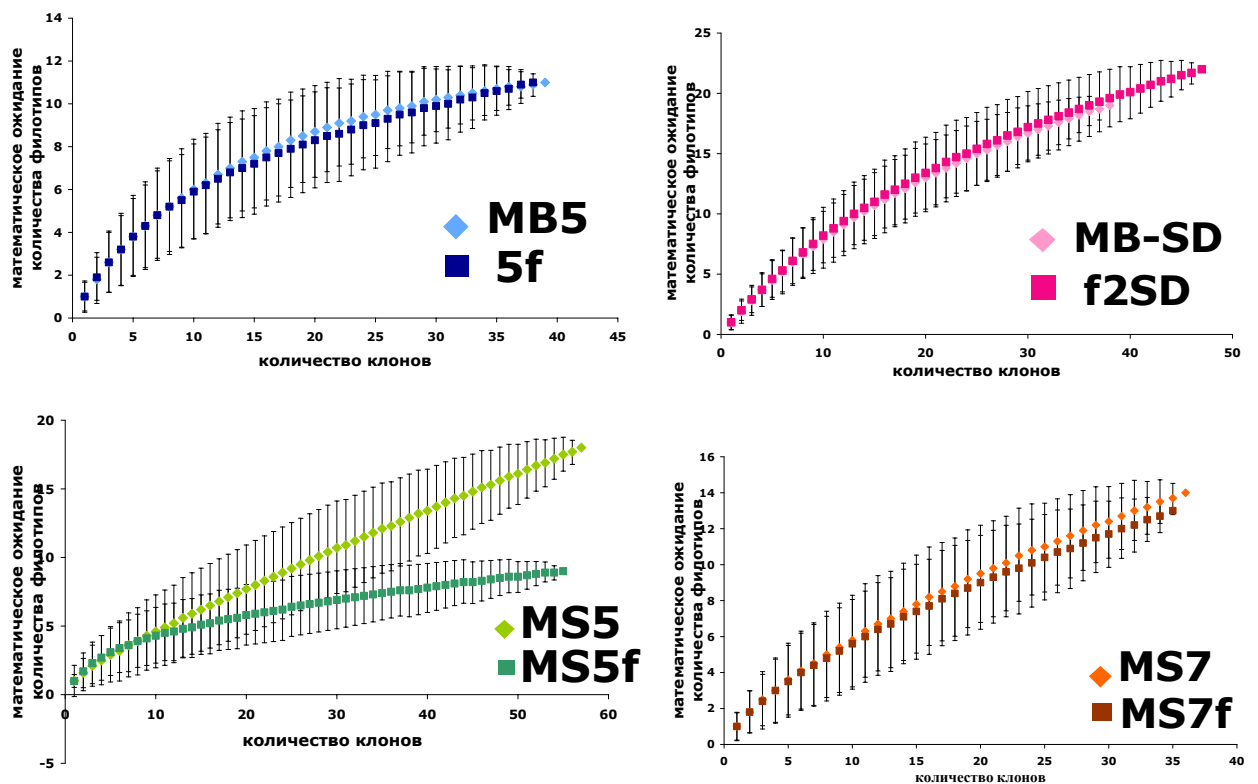 математическое ожидание
количества филотипов
14
12
10
8
6
4
2
0
0 5 10 15 20 25 30 35 40 45
количество клонов
MB5
5f
математическое ожидание
количества филотипов
25
20
15
10
5
0
0 10 20 30 40 50
количество клонов
MB-SD
f2SD
математическое ожидание
количества филотипов
20
15
10
5
0
-5
0 10 20 30 40 50 60
количество клонов
MS5
MS5f
математическое ожидание
количества филотипов
16
14
12
10
8
6
4
2
0
0 5 10 15 20 25 30 35 40
количество клонов
MS7
MS7f